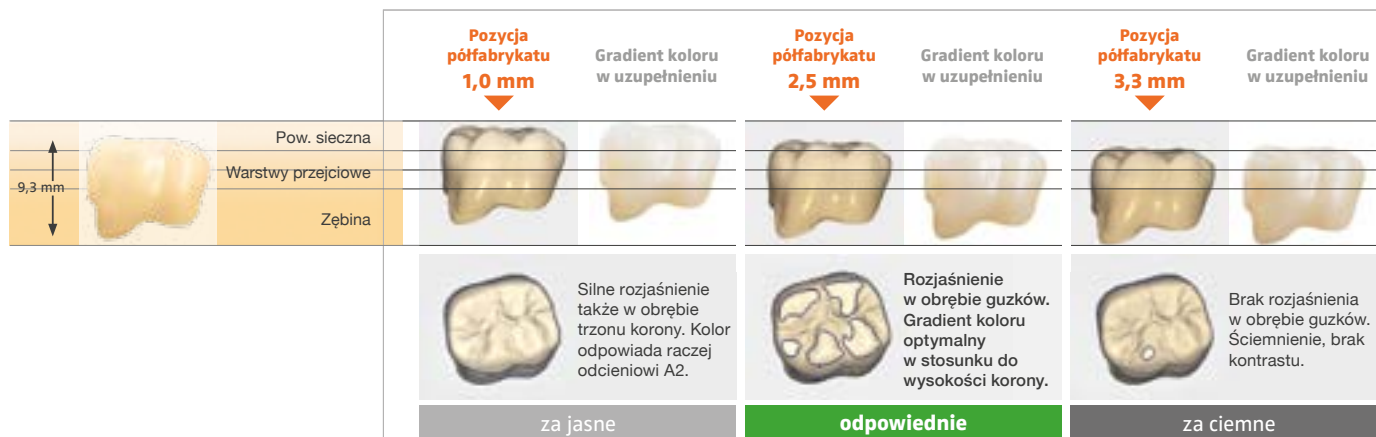 Pozycja
półfabrykatu
1,0 mm
Gradient koloru
w uzupełnieniu
Pozycja
półfabrykatu
2,5 mm
Gradient koloru
w uzupełnieniu
Pozycja
półfabrykatu
3,3 mm
Gradient koloru
w uzupełnieniu
9,3 mm
Pow. sieczna
Warstwy przejściowe
Zębina
Silne rozjaśnienie
także w obrębie
trzonu korony. Kolor
odpowiada raczej
odcieniowi A2.
Rozjaśnienie
w obrębie guzków.
Gradient koloru
optymalny
w stosunku do
wysokości korony.
Brak rozjaśnienia
w obrębie guzków.
Ściemnienie, brak
kontrastu.
za jasne
odpowiednie
za ciemne